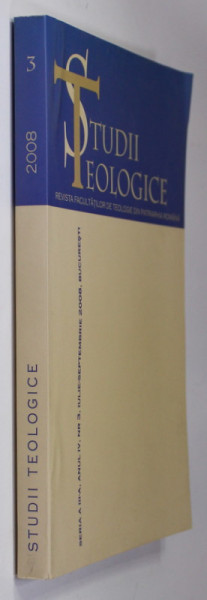 STUDII
TEOLOGICE
REVISTA FACULTĂȚILOR DE TEOLOGIE DIN PATRIARHIA ROMÂNĂ
SERIA A III-A, ANUL IV, NR. 3, IULIE-SEPTEMBRIE 2008, BUCUREȘTI
3
2008
STUDII TEOLOGICE